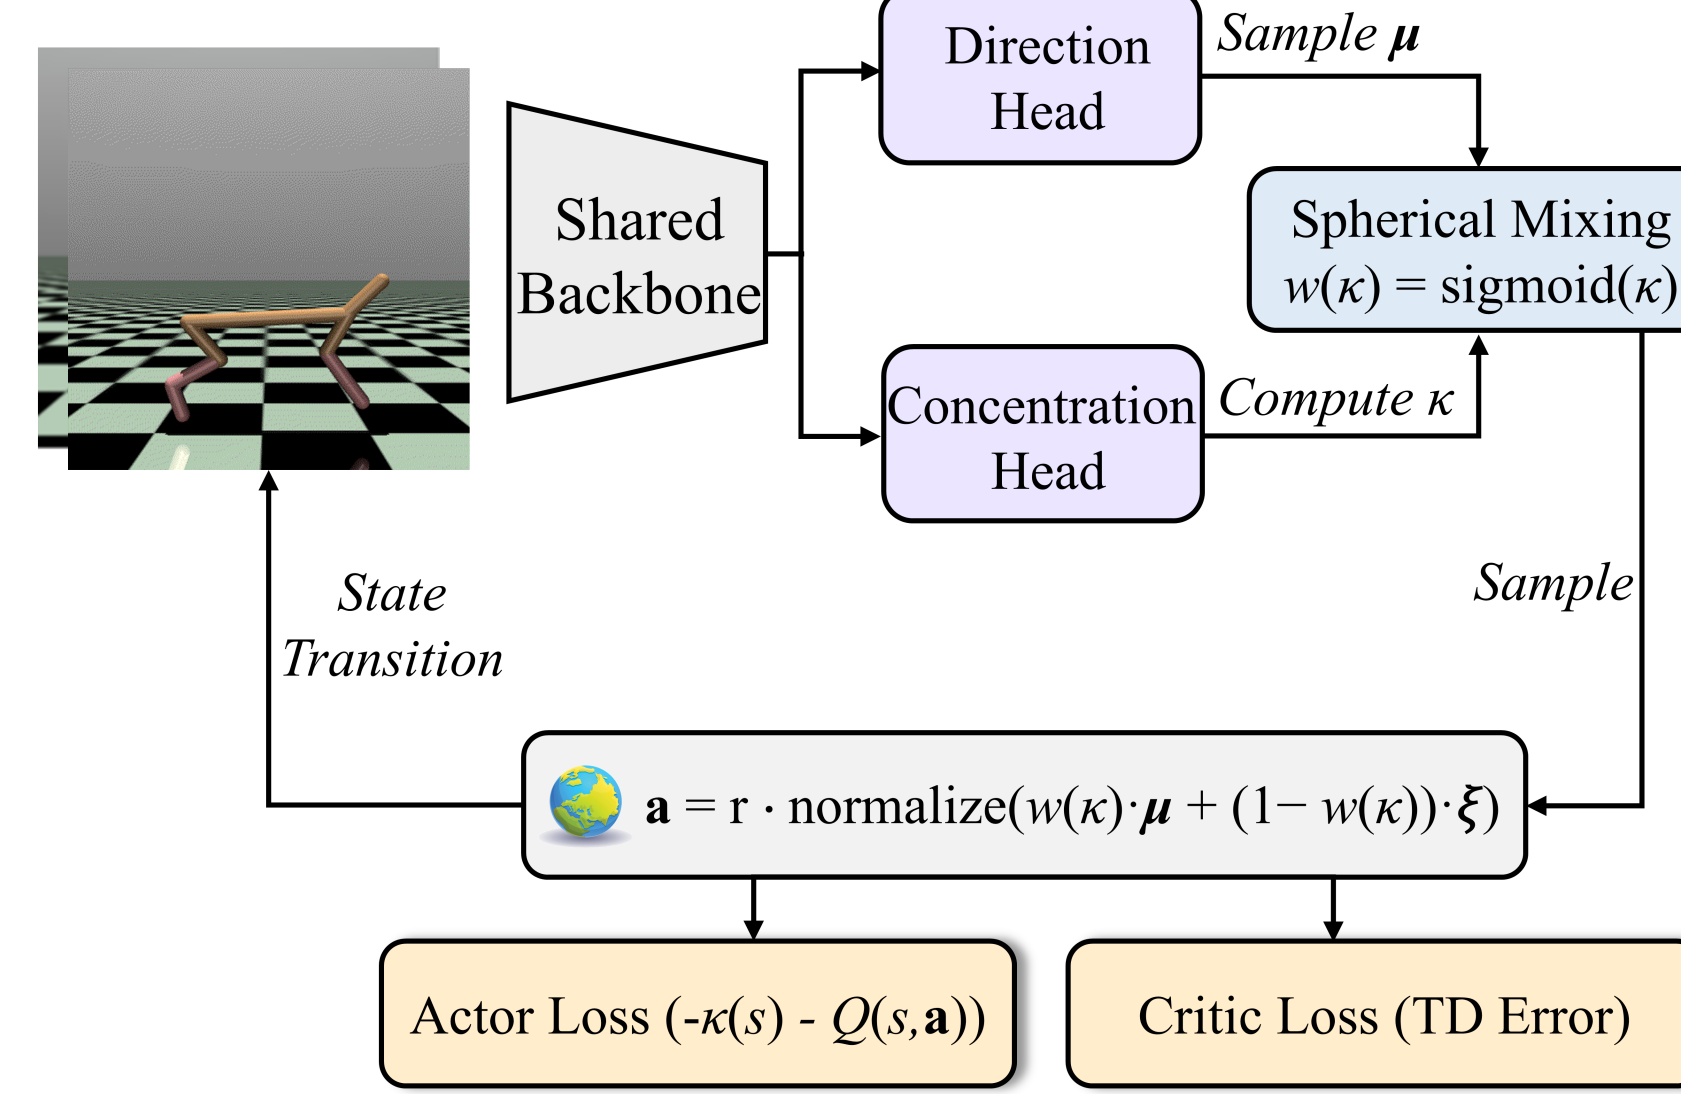 Direction
Head
Sample μ
Shared
Backbone
Spherical Mixing
w(κ) = sigmoid(κ)
Concentration
Head
Compute κ
State
Transition
Sample
a = r · normalize(w(κ)·μ + (1− w(κ))·ξ)
Actor Loss (-κ(s) - Q(s,a))
Critic Loss (TD Error)